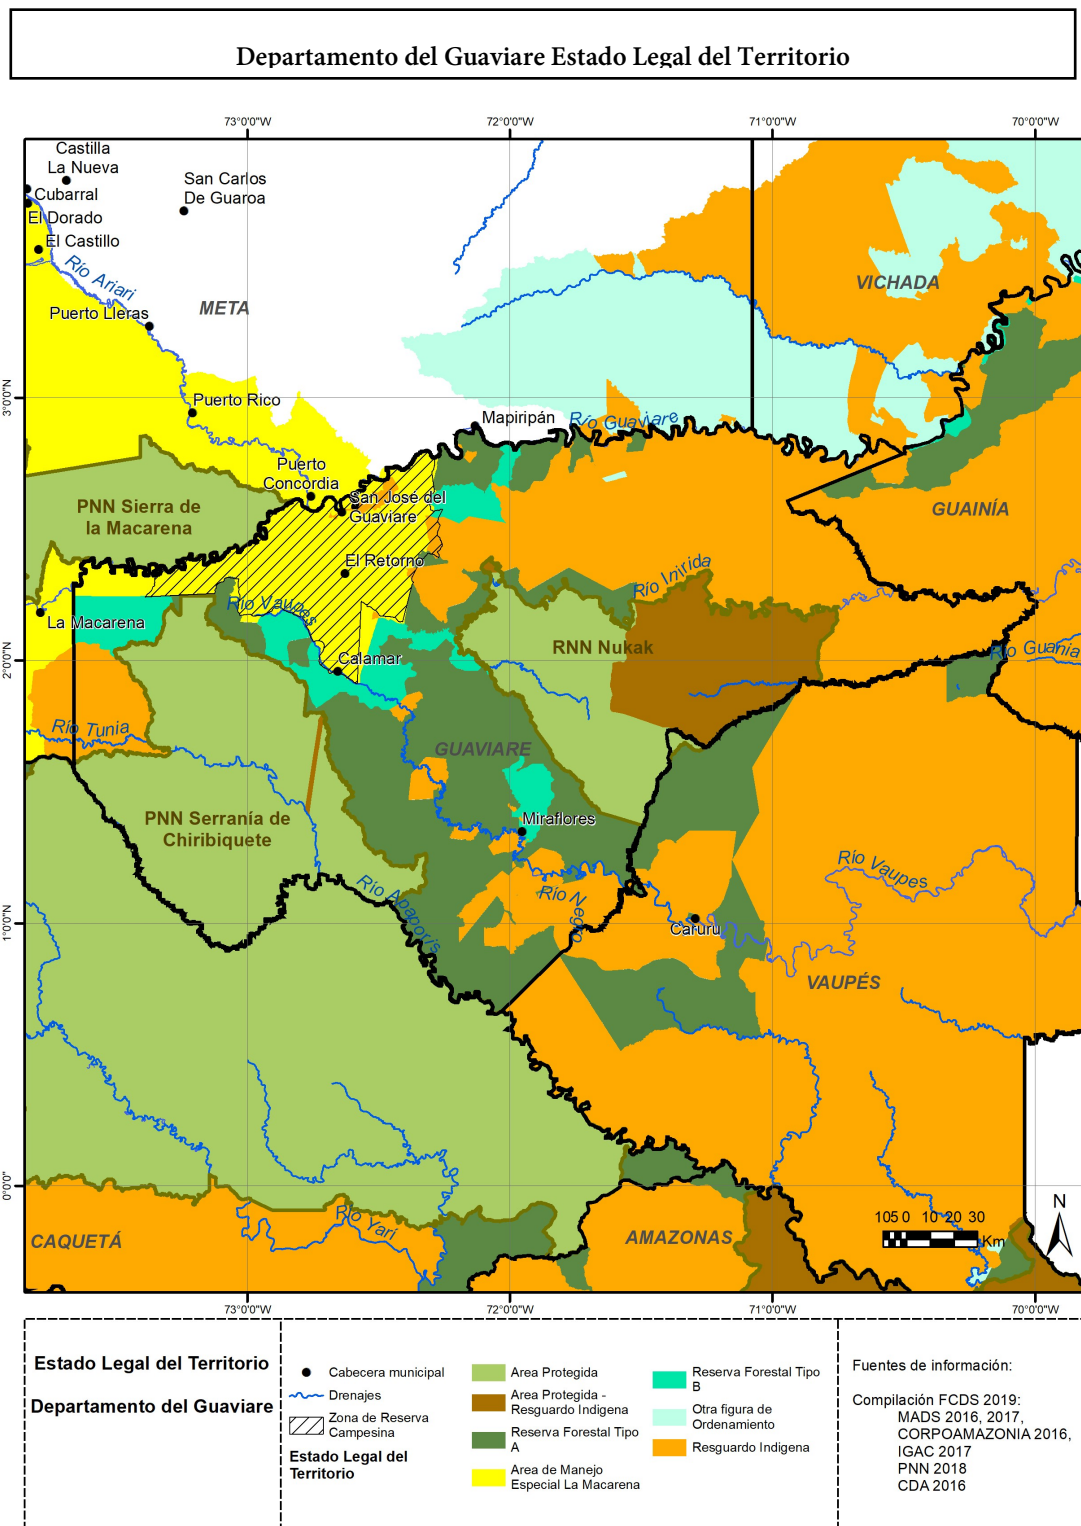 Departamento del Guaviare Estado Legal del Territorio
73°0'0"W
72°0'0"W
71°0'0"W
70°0'0"W
Castilla
La Nueva
Cubarral
El Dorado
El Castillo
San Carlos
De Guaroa
Río Ariari
META
Puerto Lleras
VICHADA
3°0'0"N
Puerto Rico
Mapiripán
Río Guaviare
Puerto
Concordia
San José del
Guaviare
PNN Sierra de
la Macarena
GUAINÍA
El Retorno
Río Inirida
Río Vaupes
La Macarena
RNN Nukak
Río Guahía
2°0'0"N
Calamar
Río Tunia
GUAVIARE
PNN Serranía de
Chiribiquete
Miraflores
Río Vaupes
Río Apaporis
Río Negro
1°0'0"N
Caruru
VAUPÉS
0°0'0"
Río Yarí
CAQUETÁ
AMAZONAS
N
105 0 10 20 30
Km
73°0'0"W
72°0'0"W
71°0'0"W
70°0'0"W
Estado Legal del Territorio
Departamento del Guaviare
Cabecera municipal
Drenajes
Zona de Reserva
Campesina
Estado Legal del
Territorio
Area Protegida
Area Protegida -
Resguardo Indigena
Reserva Forestal Tipo
A
Area de Manejo
Especial La Macarena
Reserva Forestal Tipo
B
Otra figura de
Ordenamiento
Resguardo Indigena
Fuentes de información:
Compilación FCDS 2019:
MADS 2016, 2017,
CORPOAMAZONIA 2016,
IGAC 2017
PNN 2018
CDA 2016